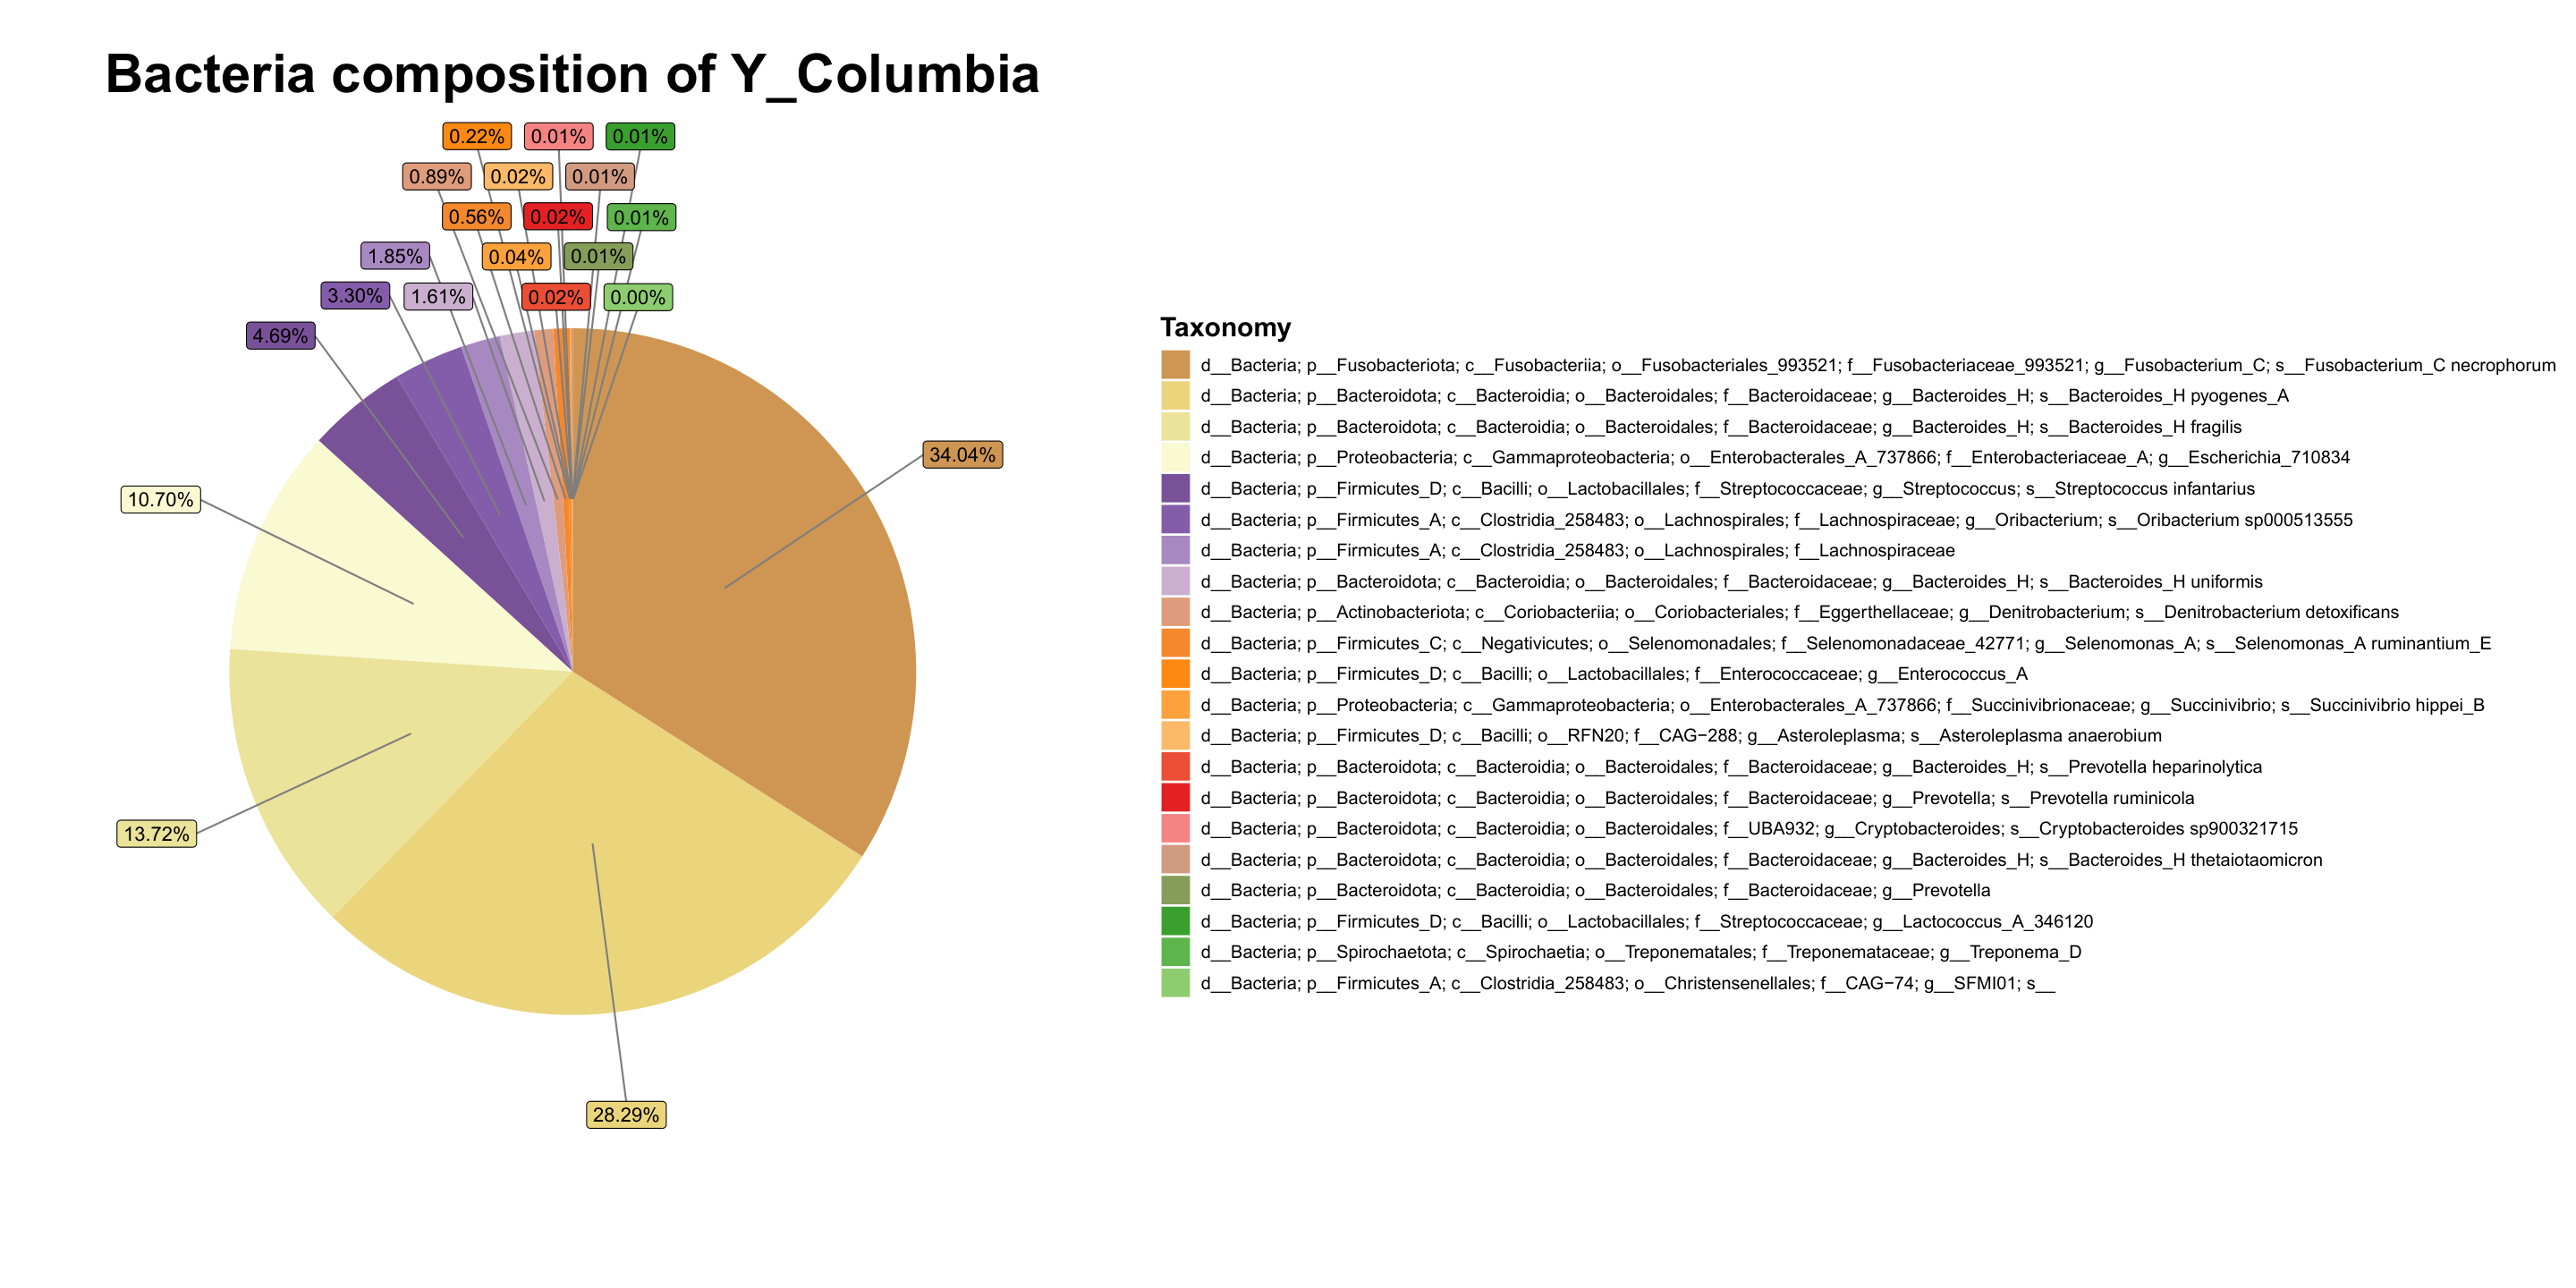 Bacteria composition of Y_Columbia
0.22% 0.01% 0.01%
0.89% 0.02% 0.01%
0.56% 0.02% 0.01%
1.85% 0.04% 0.01%
3.30% 1.61% 0.02% 0.00%
4.69%
34.04%
10.70%
13.72%
28.29%
Taxonomy
d__Bacteria; p__Fusobacteriota; c__Fusobacteriia; o__Fusobacteriales_993521; f__Fusobacteriaceae_993521; g__Fusobacterium_C; s__Fusobacterium_C necrophorum
d__Bacteria; p__Bacteroidota; c__Bacteroidia; o__Bacteroidales; f__Bacteroidaceae; g__Bacteroides_H; s__Bacteroides_H pyogenes_A
d__Bacteria; p__Bacteroidota; c__Bacteroidia; o__Bacteroidales; f__Bacteroidaceae; g__Bacteroides_H; s__Bacteroides_H fragilis
d__Bacteria; p__Proteobacteria; c__Gammaproteobacteria; o__Enterobacterales_A_737866; f__Enterobacteriaceae_A; g__Escherichia_710834
d__Bacteria; p__Firmicutes_D; c__Bacilli; o__Lactobacillales; f__Streptococcaceae; g__Streptococcus; s__Streptococcus infantarius
d__Bacteria; p__Firmicutes_A; c__Clostridia_258483; o__Lachnospirales; f__Lachnospiraceae; g__Oribacterium; s__Oribacterium sp000513555
d__Bacteria; p__Firmicutes_A; c__Clostridia_258483; o__Lachnospirales; f__Lachnospiraceae
d__Bacteria; p__Bacteroidota; c__Bacteroidia; o__Bacteroidales; f__Bacteroidaceae; g__Bacteroides_H; s__Bacteroides_H uniformis
d__Bacteria; p__Actinobacteriota; c__Coriobacteriia; o__Coriobacteriales; f__Eggerthellaceae; g__Denitrobacterium; s__Denitrobacterium detoxificans
d__Bacteria; p__Firmicutes_C; c__Negativicutes; o__Selenomonadales; f__Selenomonadaceae_42771; g__Selenomonas_A; s__Selenomonas_A ruminantium_E
d__Bacteria; p__Firmicutes_D; c__Bacilli; o__Lactobacillales; f__Enterococcaceae; g__Enterococcus_A
d__Bacteria; p__Proteobacteria; c__Gammaproteobacteria; o__Enterobacterales_A_737866; f__Succinivibrionaceae; g__Succinivibrio; s__Succinivibrio hippei_B
d__Bacteria; p__Firmicutes_D; c__Bacilli; o__RFN20; f__CAG−288; g__Asteroleplasma; s__Asteroleplasma anaerobium
d__Bacteria; p__Bacteroidota; c__Bacteroidia; o__Bacteroidales; f__Bacteroidaceae; g__Bacteroides_H; s__Prevotella heparinolytica
d__Bacteria; p__Bacteroidota; c__Bacteroidia; o__Bacteroidales; f__Bacteroidaceae; g__Prevotella; s__Prevotella ruminicola
d__Bacteria; p__Bacteroidota; c__Bacteroidia; o__Bacteroidales; f__UBA932; g__Cryptobacteroides; s__Cryptobacteroides sp900321715
d__Bacteria; p__Bacteroidota; c__Bacteroidia; o__Bacteroidales; f__Bacteroidaceae; g__Bacteroides_H; s__Bacteroides_H thetaiotaomicron
d__Bacteria; p__Bacteroidota; c__Bacteroidia; o__Bacteroidales; f__Bacteroidaceae; g__Prevotella
d__Bacteria; p__Firmicutes_D; c__Bacilli; o__Lactobacillales; f__Streptococcaceae; g__Lactococcus_A_346120
d__Bacteria; p__Spirochaetota; c__Spirochaetia; o__Treponematales; f__Treponemataceae; g__Treponema_D
d__Bacteria; p__Firmicutes_A; c__Clostridia_258483; o__Christensenellales; f__CAG−74; g__SFMI01; s__